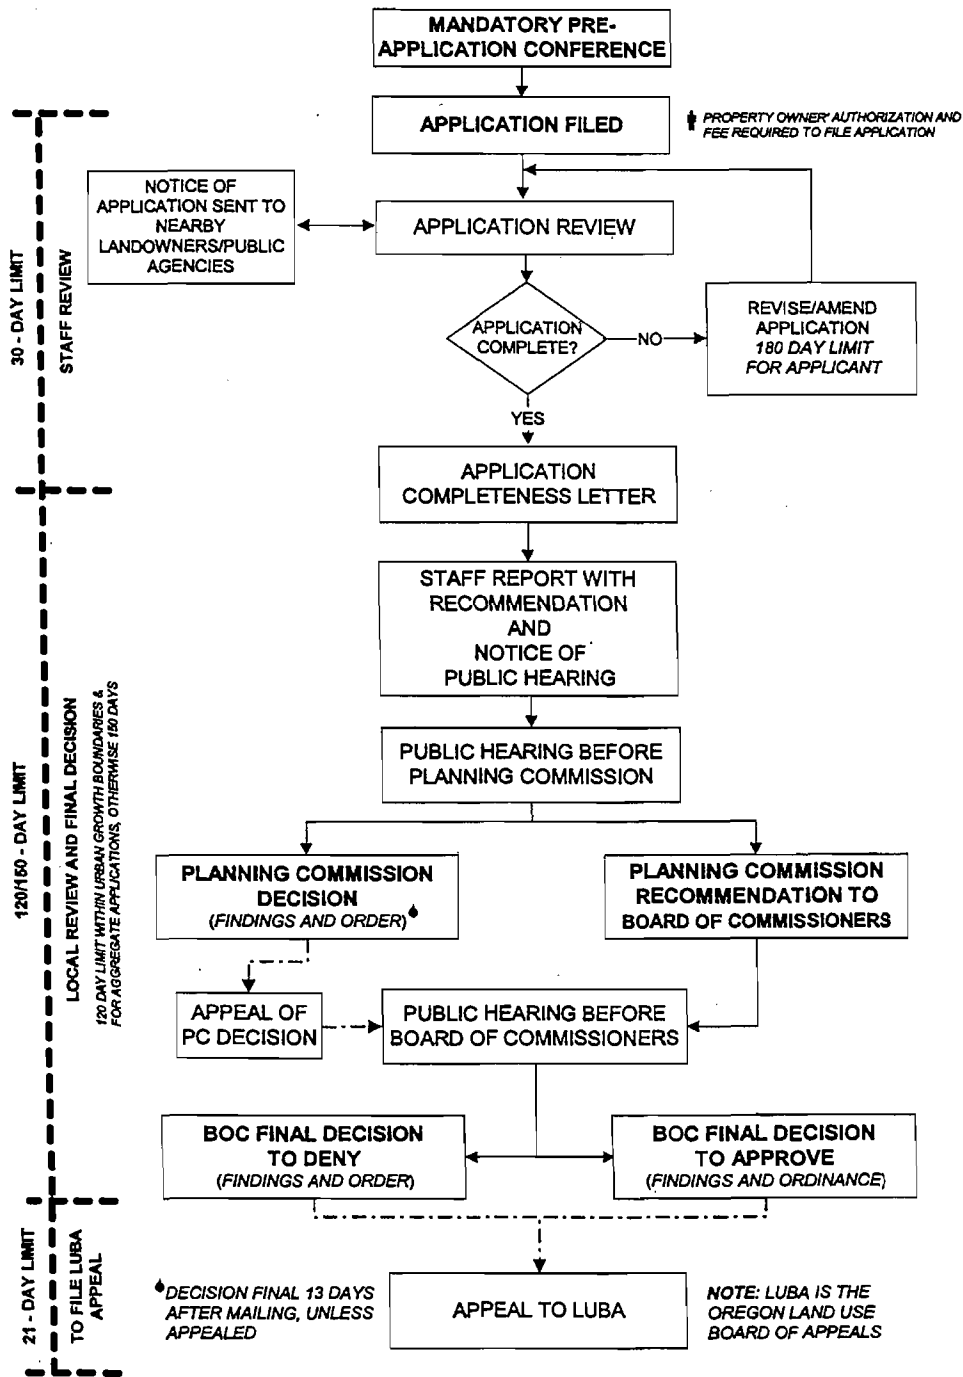 MANDATORY PRE-
APPLICATION CONFERENCE
APPLICATION FILED
PROPERTY OWNER AUTHORIZATION AND
FEE REQUIRED TO FILE APPLICATION
NOTICE OF
APPLICATION SENT TO
NEARBY
LANDOWNERS/PUBLIC
AGENCIES
APPLICATION REVIEW
APPLICATION
COMPLETE?
NO
REVISE/AMEND
APPLICATION
180 DAY LIMIT
FOR APPLICANT
YES
30 - DAY LIMIT
STAFF REVIEW
APPLICATION
COMPLETENESS LETTER
STAFF REPORT WITH
RECOMMENDATION
AND
NOTICE OF
PUBLIC HEARING
PUBLIC HEARING BEFORE
PLANNING COMMISSION
PLANNING COMMISSION
DECISION
(FINDINGS AND ORDER)
PLANNING COMMISSION
RECOMMENDATION TO
BOARD OF COMMISSIONERS
APPEAL OF
PC DECISION
PUBLIC HEARING BEFORE
BOARD OF COMMISSIONERS
120/150 - DAY LIMIT
LOCAL REVIEW AND FINAL DECISION
120 DAY LIMIT WITHIN URBAN GROWTH BOUNDARIES &
FOR AGGREGATE APPLICATIONS, OTHERWISE 150 DAYS
BOC FINAL DECISION
TO DENY
(FINDINGS AND ORDER)
BOC FINAL DECISION
TO APPROVE
(FINDINGS AND ORDINANCE)
21 - DAY LIMIT
TO FILE LUBA
APPEAL
DECISION FINAL 13 DAYS
AFTER MAILING, UNLESS
APPEALED
APPEAL TO LUBA
NOTE: LUBA IS THE
OREGON LAND USE
BOARD OF APPEALS